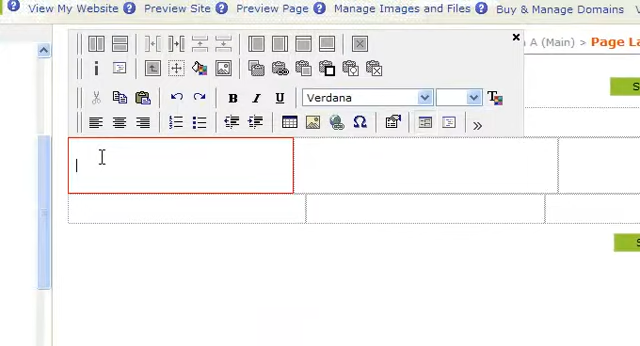 View My Website ? Preview Site ? Preview Page ? Manage Images and Files ? Buy & Manage Domains ?
A (Main) > Page La
S
i
B I U Verdana T
Ω »
S